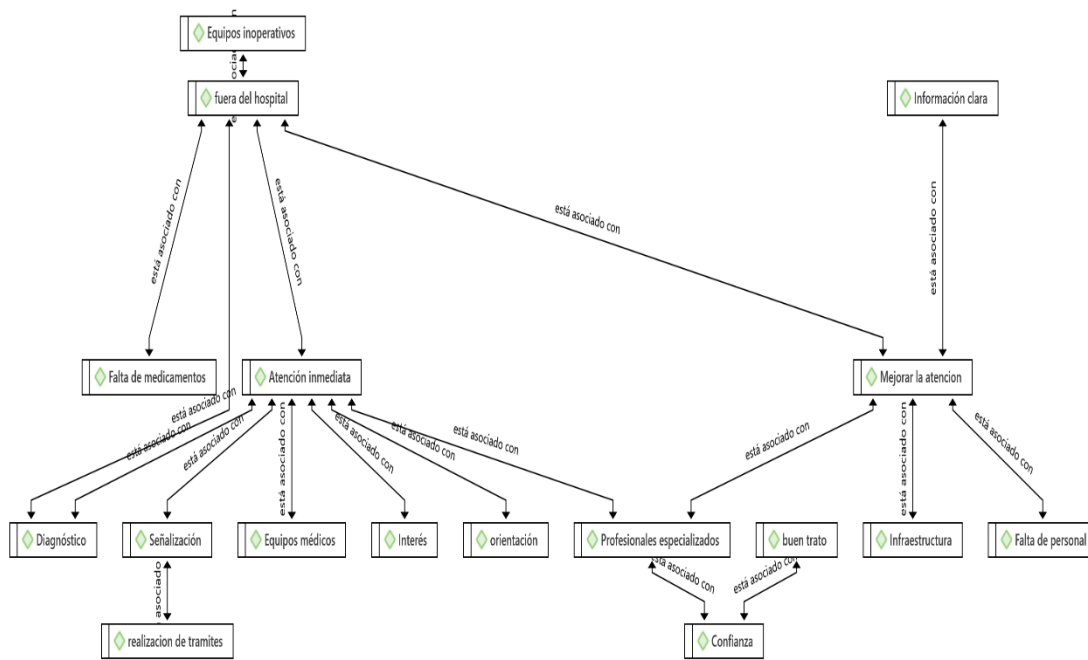 Equipos inoperativos
fuera del hospital
Información clara
está asociado con
está asociado con
está asociado con
está asociado con
Falta de medicamentos
Atención inmediata
Mejorar la atencion
está asociado con
está asociado con
está asociado con
está asociado con
está asociado con
está asociado con
está asociado con
está asociado con
está asociado con
está asociado con
Diagnóstico
Señalización
Equipos médicos
Interés
orientación
Profesionales especializados
buen trato
Infraestructura
Falta de personal
asociado
está asociado con
está asociado con
realizacion de tramites
Confianza